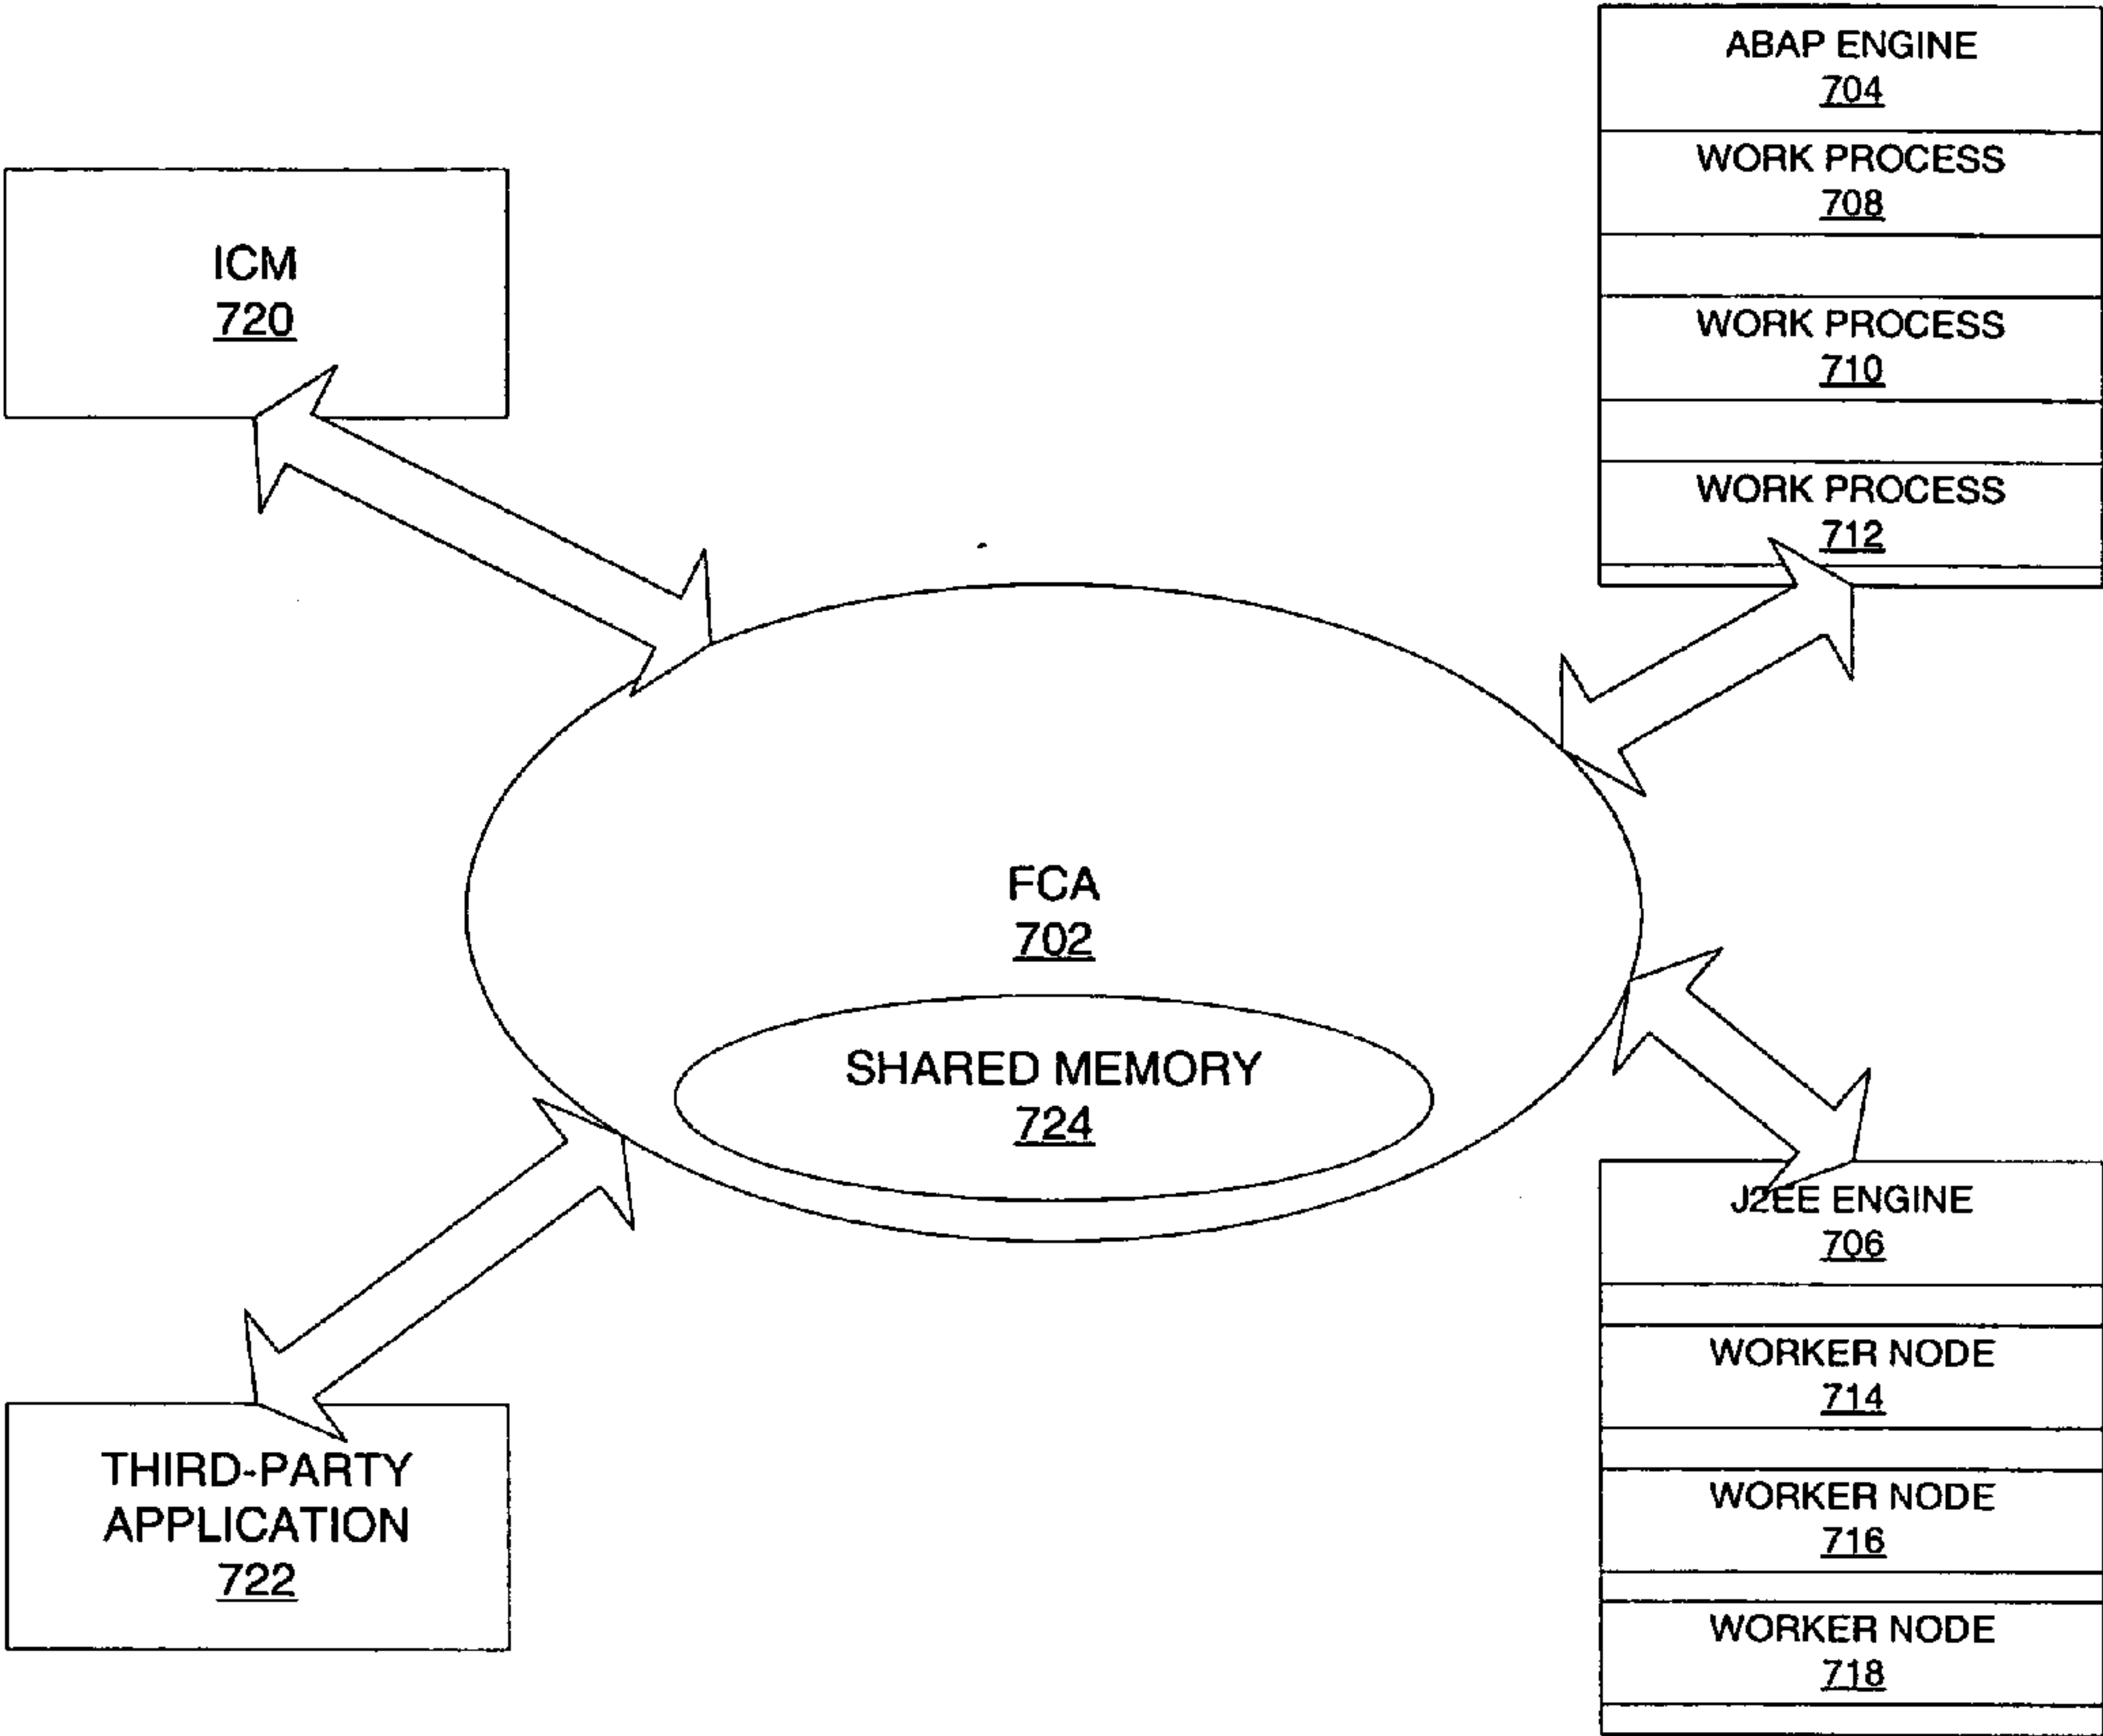 ABAP ENGINE
704
WORK PROCESS
708
WORK PROCESS
710
WORK PROCESS
712
ICM
720
FCA
702
SHARED MEMORY
724
J2EE ENGINE
706
WORKER NODE
714
WORKER NODE
716
WORKER NODE
718
THIRD-PARTY
APPLICATION
722